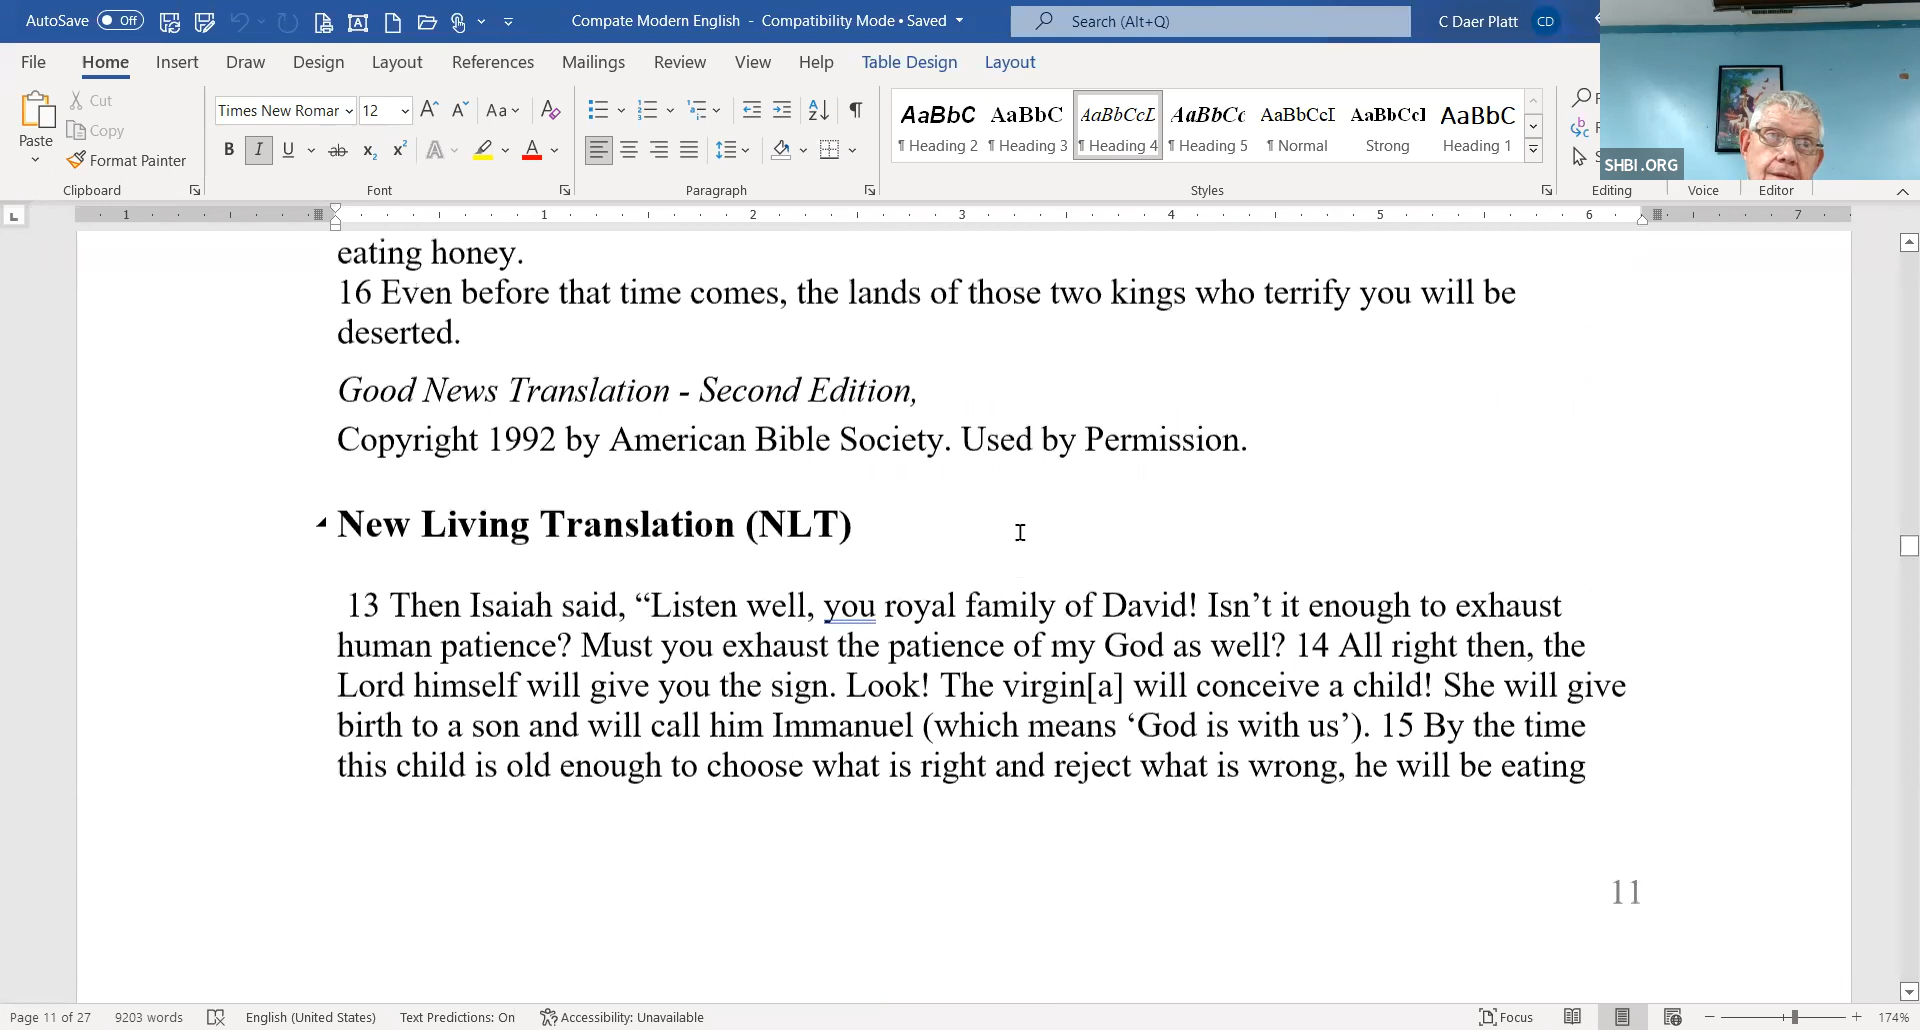 AutoSave Off Compate Modern English - Compatibility Mode • Saved Search (Alt+Q) C Daer Platt CD
File Home Insert Draw Design Layout References Mailings Review View Help Table Design Layout
Paste Cut Copy Format Painter
Times New Romar 12
AaBbC AaBbC AaBbCcL AaBbCc AaBbCcI AaBbCcI AaBbC
¶ Heading 2 ¶ Heading 3 ¶ Heading 4 ¶ Heading 5 ¶ Normal Strong Heading 1
SHBI.ORG
Clipboard Font Paragraph Styles Editing Voice Editor
1 1 2 3 4 5 6 7
eating honey.
16 Even before that time comes, the lands of those two kings who terrify you will be
deserted.
Good News Translation - Second Edition,
Copyright 1992 by American Bible Society. Used by Permission.
New Living Translation (NLT)
13 Then Isaiah said, “Listen well, you royal family of David! Isn’t it enough to exhaust
human patience? Must you exhaust the patience of my God as well? 14 All right then, the
Lord himself will give you the sign. Look! The virgin[a] will conceive a child! She will give
birth to a son and will call him Immanuel (which means ‘God is with us’). 15 By the time
this child is old enough to choose what is right and reject what is wrong, he will be eating
11
Page 11 of 27 9203 words English (United States) Text Predictions: On Accessibility: Unavailable Focus 174%